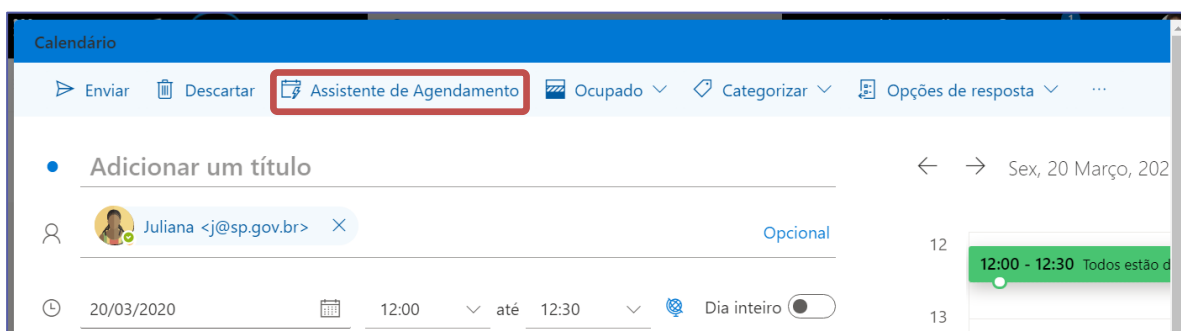 Calendário
Enviar Descartar Assistente de Agendamento Ocupado Categorizar Opções de resposta ...
Adicionar um título
Sex, 20 Março, 202
Juliana <j@sp.gov.br>
Opcional
12
12:00 - 12:30 Todos estão d
20/03/2020 12:00 até 12:30 Dia inteiro
13